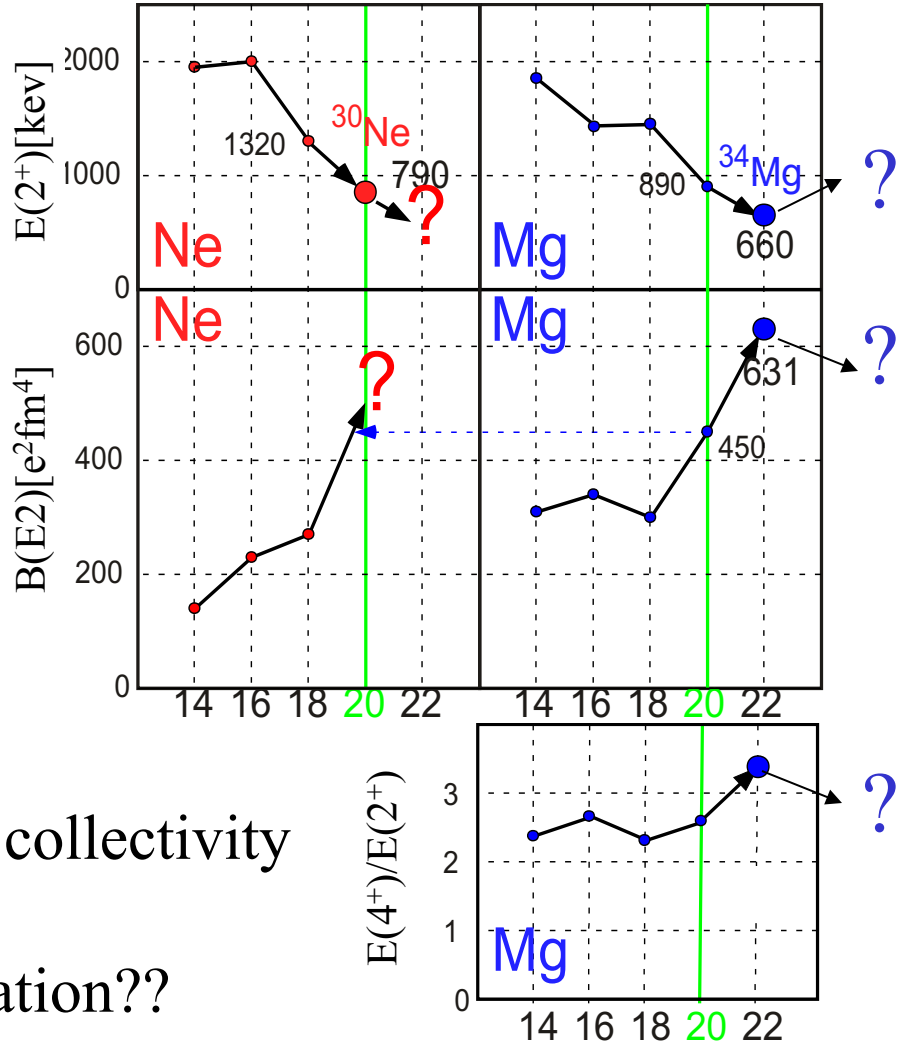 E(2⁺)[kev]
2000
1000
0
1320
³⁰Ne
790
?
Ne
890
³⁴Mg
660
?
Mg
B(E2)[e²fm⁴]
600
400
200
0
Ne
?
Mg
631
450
?
14 16 18 20 22
14 16 18 20 22
E(4⁺)/E(2⁺)
3
2
1
0
Mg
?
14 16 18 20 22
collectivity
ation??